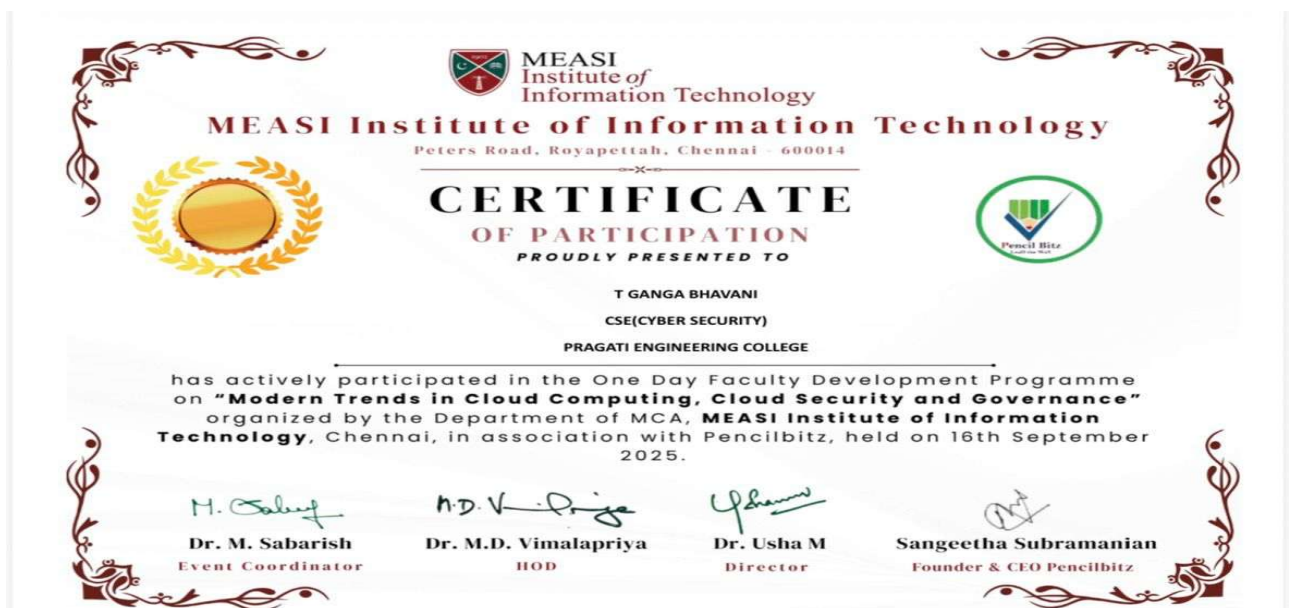 MEASI
Institute of
Information Technology
MEASI Institute of Information Technology
Peters Road, Royapettah, Chennai - 600014
CERTIFICATE
OF PARTICIPATION
PROUDLY PRESENTED TO
Pencil Bitz
T GANGA BHAVANI
CSE(CYBER SECURITY)
PRAGATI ENGINEERING COLLEGE
has actively participated in the One Day Faculty Development Programme
on “Modern Trends in Cloud Computing, Cloud Security and Governance”
organized by the Department of MCA, MEASI Institute of Information
Technology, Chennai, in association with Pencilbitz, held on 16th September
2025.
Dr. M. Sabarish
Event Coordinator
Dr. M.D. Vimalapriya
HOD
Dr. Usha M
Director
Sangeetha Subramanian
Founder & CEO Pencilbitz